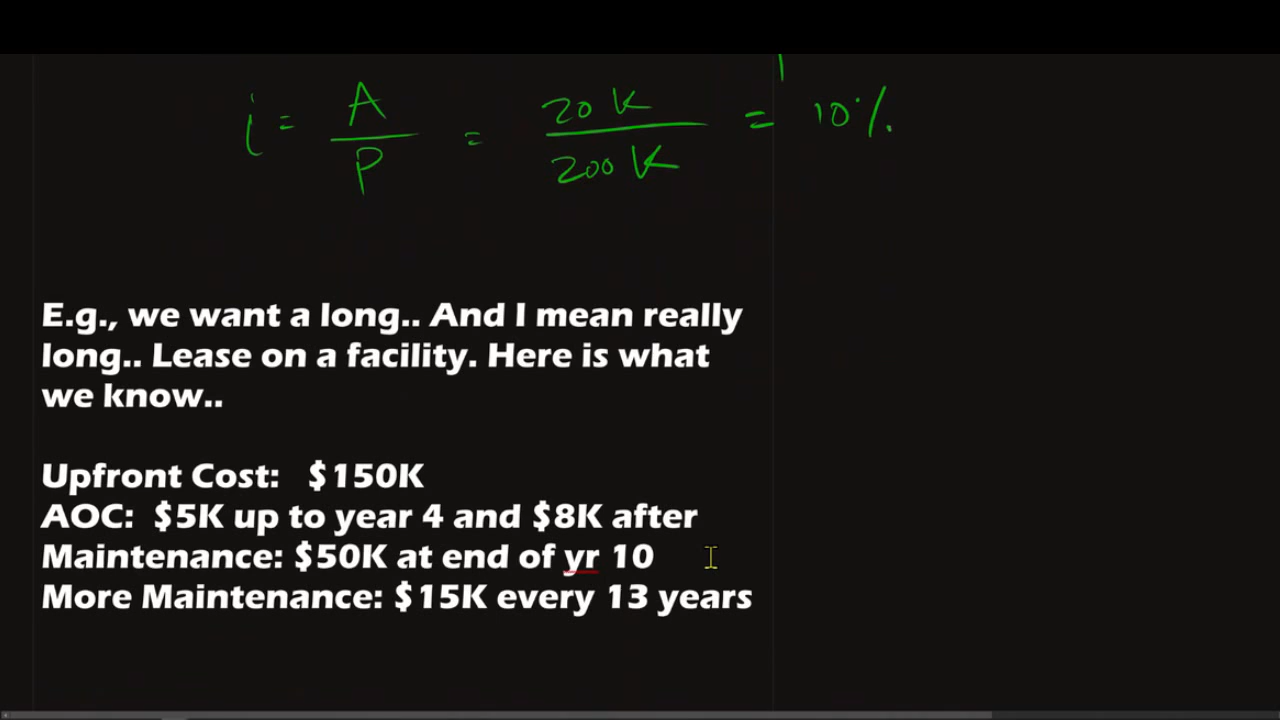 i = A/P = 20K/200K = 10%
E.g., we want a long.. And I mean really
long.. Lease on a facility. Here is what
we know..
Upfront Cost: $150K
AOC: $5K up to year 4 and $8K after
Maintenance: $50K at end of yr 10
More Maintenance: $15K every 13 years